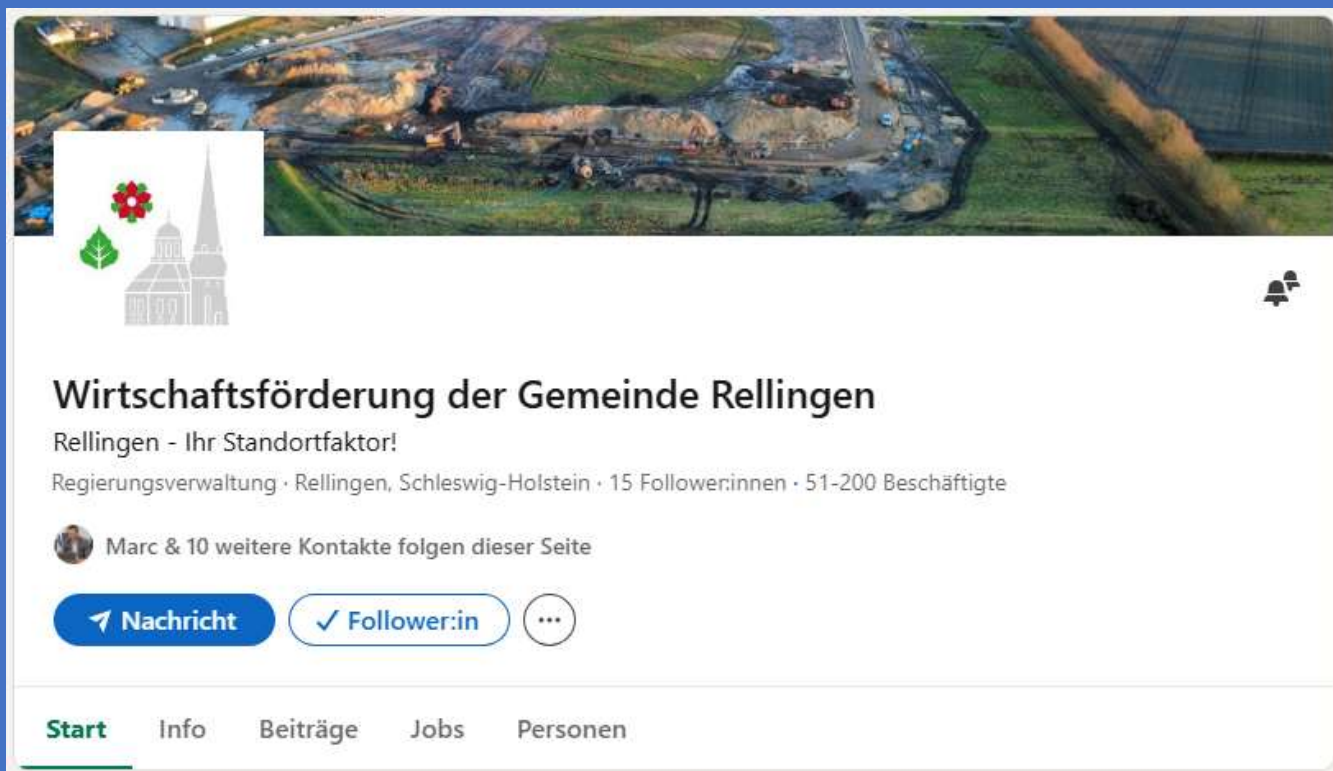 Wirtschaftsförderung der Gemeinde Rellingen
Rellingen - Ihr Standortfaktor!
Regierungsverwaltung · Rellingen, Schleswig-Holstein · 15 Follower:innen · 51-200 Beschäftigte
Marc & 10 weitere Kontakte folgen dieser Seite
Nachricht Follower:in
Start Info Beiträge Jobs Personen